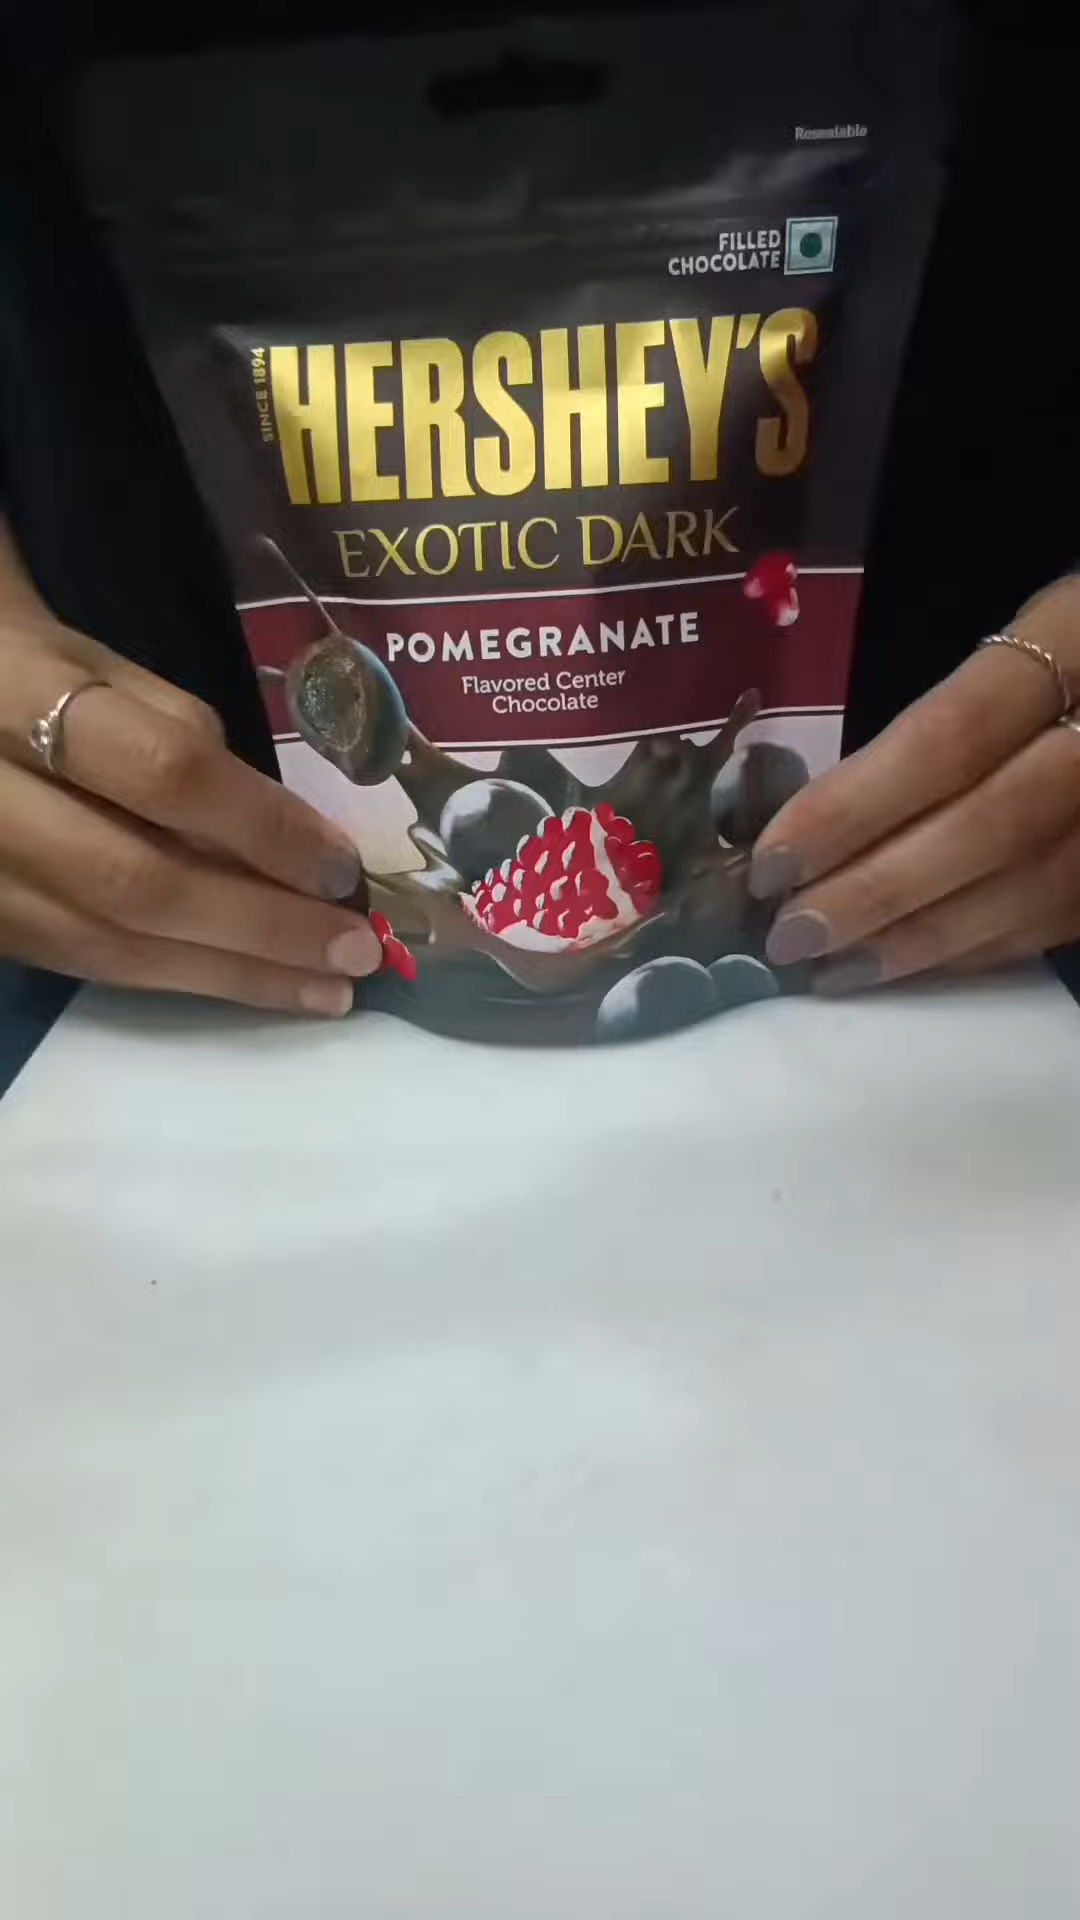 Resealable
FILLED
CHOCOLATE
SINCE 1894
HERSHEY'S
EXOTIC DARK
POMEGRANATE
Flavored Center
Chocolate